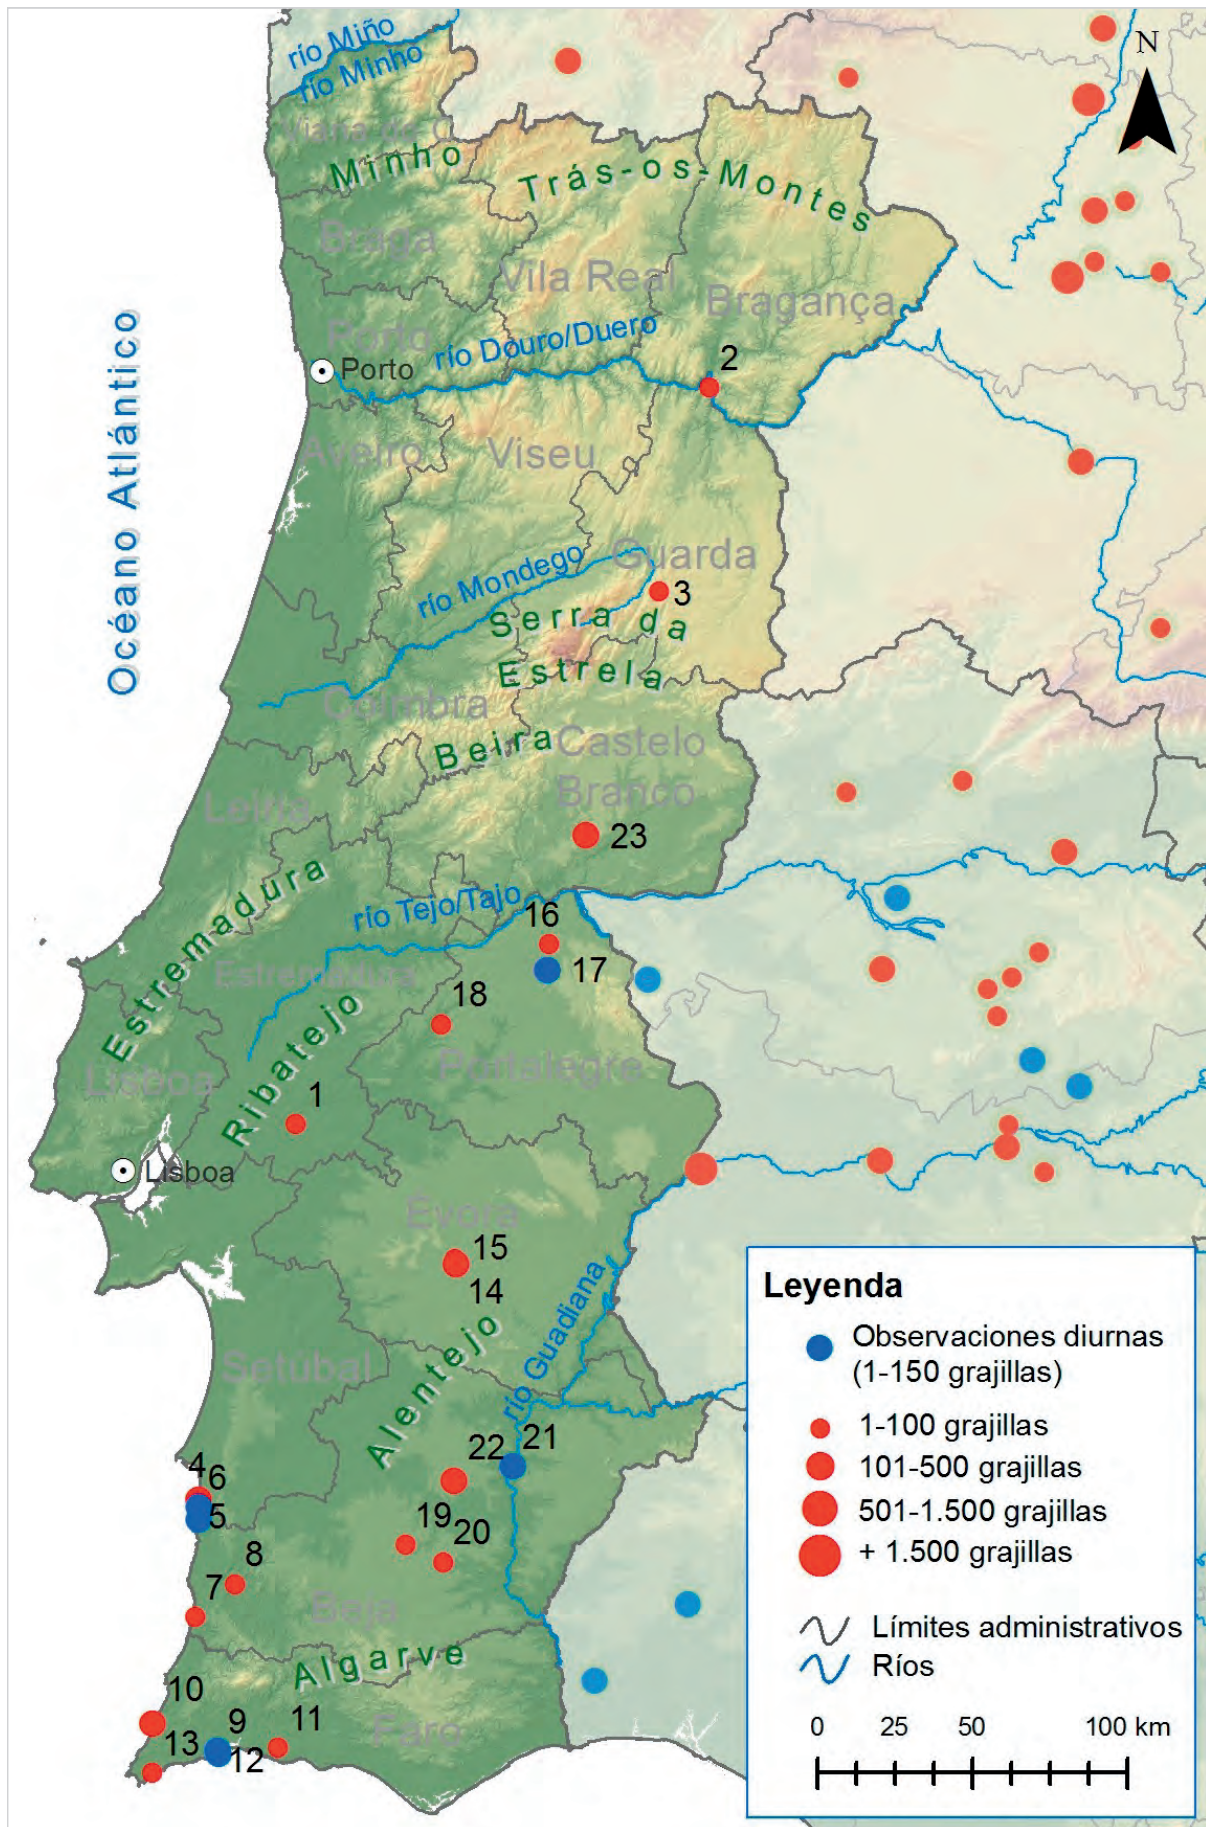 río Miño
río Minho
N
Viana do C.
Minho
Trás-os-Montes
Braga
Vila Real
Bragança
Porto
río Douro/Duero
Porto
2
Océano Atlántico
Aveiro
Viseu
Guarda
río Mondego
3
Serra da
Estrela
Coimbra
Beira
Castelo
Branco
Leiria
23
Estremadura
río Tejo/Tajo
16
Estremadura
17
18
Ribatejo
Portalegre
Lisboa
1
Lisboa
Évora
15
14
río Guadiana
Alentejo
Setúbal
22
21
4
6
5
19
20
8
7
Beja
Algarve
10
9
11
Faro
13
12
Leyenda
Observaciones diurnas
(1-150 grajillas)
1-100 grajillas
101-500 grajillas
501-1.500 grajillas
+ 1.500 grajillas
Límites administrativos
Ríos
0 25 50 100 km